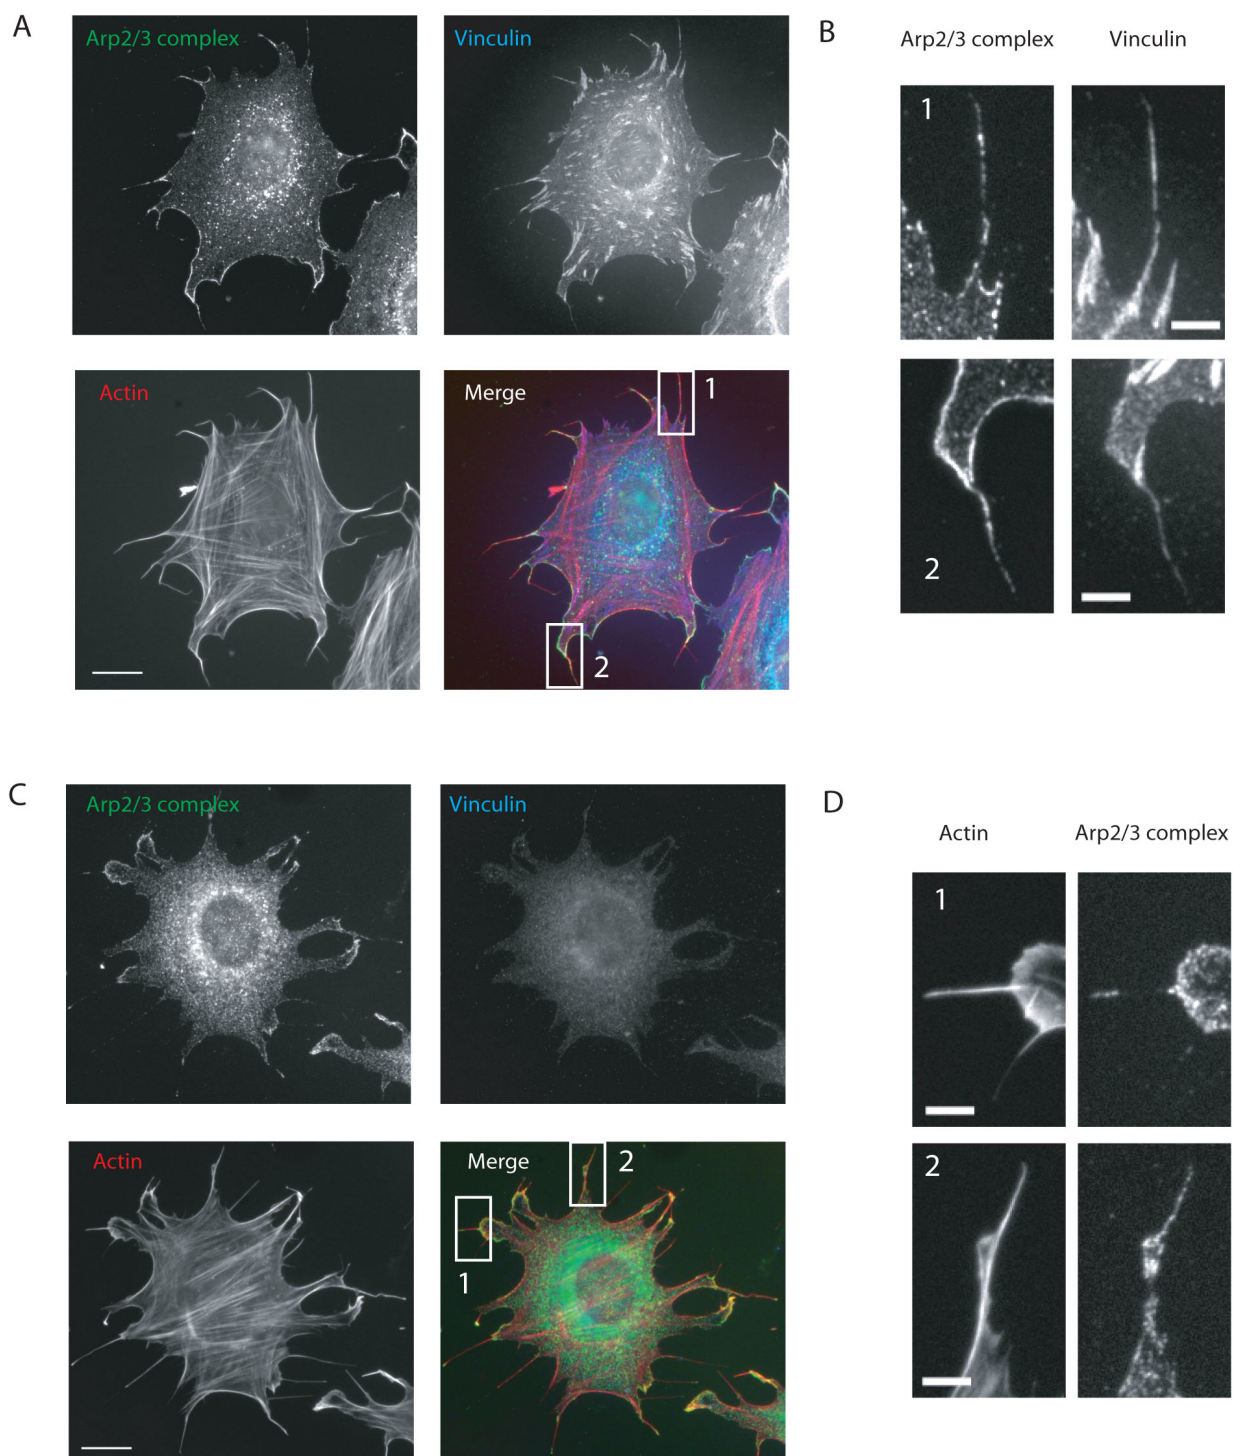 A
Arp2/3 complex
Vinculin
Actin
Merge
1
2
B
Arp2/3 complex
Vinculin
1
2
C
Arp2/3 complex
Vinculin
Actin
Merge
2
1
D
Actin
Arp2/3 complex
1
2